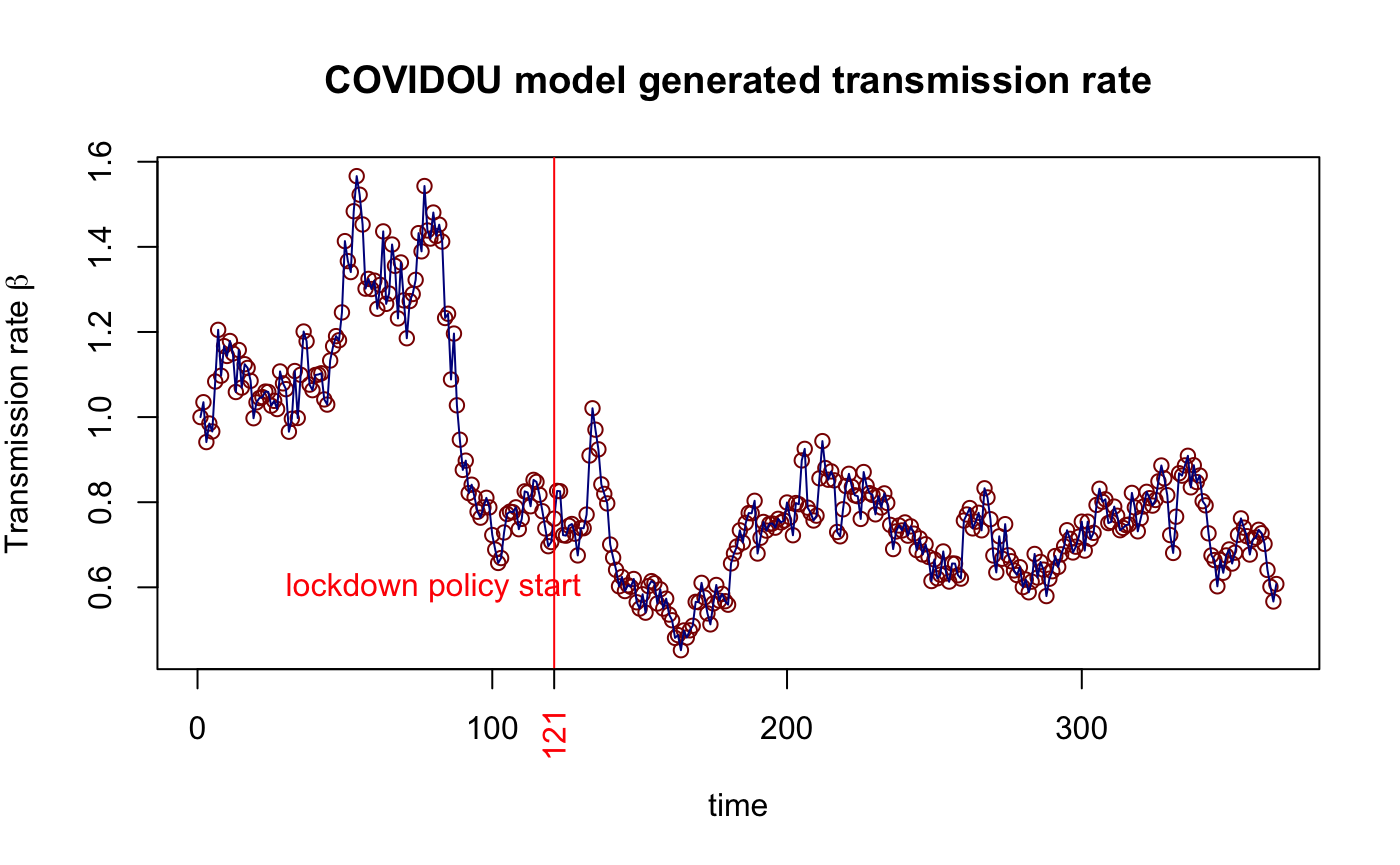 COVIDOU model generated transmission rate
Transmission rate β
1.6
1.4
1.2
1.0
0.8
0.6
lockdown policy start
0
100
121
200
300
time